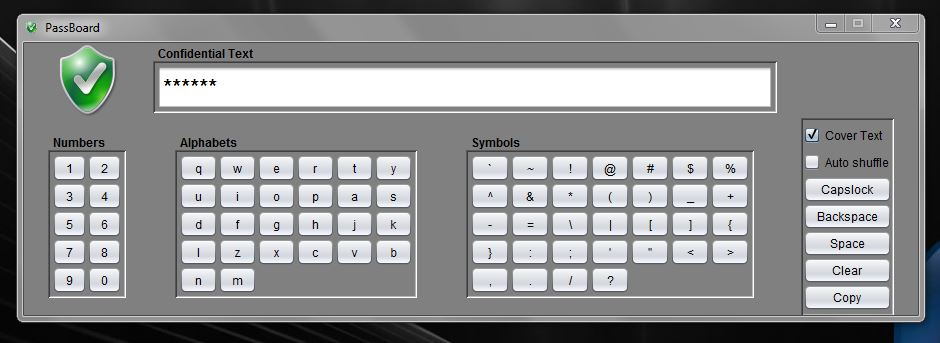 PassBoard
Confidential Text
******
Numbers Alphabets Symbols
Cover Text
Auto shuffle
1 2 q w e r t y ` ~ ! @ # $ %
3 4 u i o p a s ^ & * ( ) _ +
5 6 d f g h j k - = \ | [ ] {
7 8 l z x c v b } : ; ' " < >
9 0 n m , . / ?
Capslock
Backspace
Space
Clear
Copy